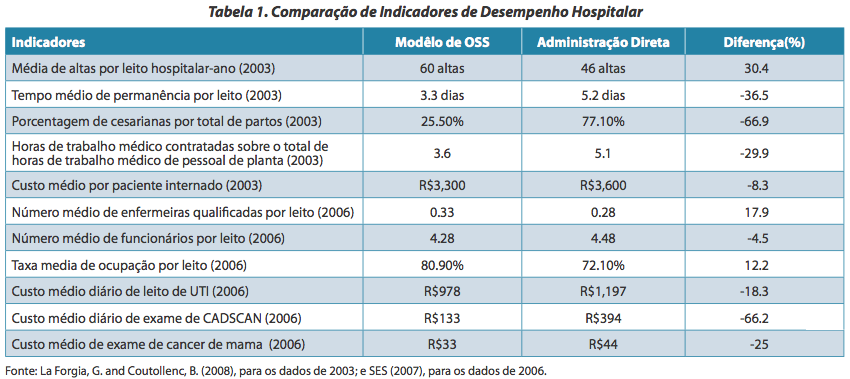 Tabela 1. Comparação de Indicadores de Desempenho Hospitalar
Indicadores Modêlo de OSS Administração Direta Diferença(%)
Média de altas por leito hospitalar-ano (2003) 60 altas 46 altas 30.4
Tempo médio de permanência por leito (2003) 3.3 dias 5.2 dias -36.5
Porcentagem de cesarianas por total de partos (2003) 25.50% 77.10% -66.9
Horas de trabalho médico contratadas sobre o total de
horas de trabalho médico de pessoal de planta (2003) 3.6 5.1 -29.9
Custo médio por paciente internado (2003) R$3,300 R$3,600 -8.3
Número médio de enfermeiras qualificadas por leito (2006) 0.33 0.28 17.9
Número médio de funcionários por leito (2006) 4.28 4.48 -4.5
Taxa media de ocupação por leito (2006) 80.90% 72.10% 12.2
Custo médio diário de leito de UTI (2006) R$978 R$1,197 -18.3
Custo médio diário de exame de CADSCAN (2006) R$133 R$394 -66.2
Custo médio de exame de cancer de mama (2006) R$33 R$44 -25
Fonte: La Forgia, G. and Coutollenc, B. (2008), para os dados de 2003; e SES (2007), para os dados de 2006.